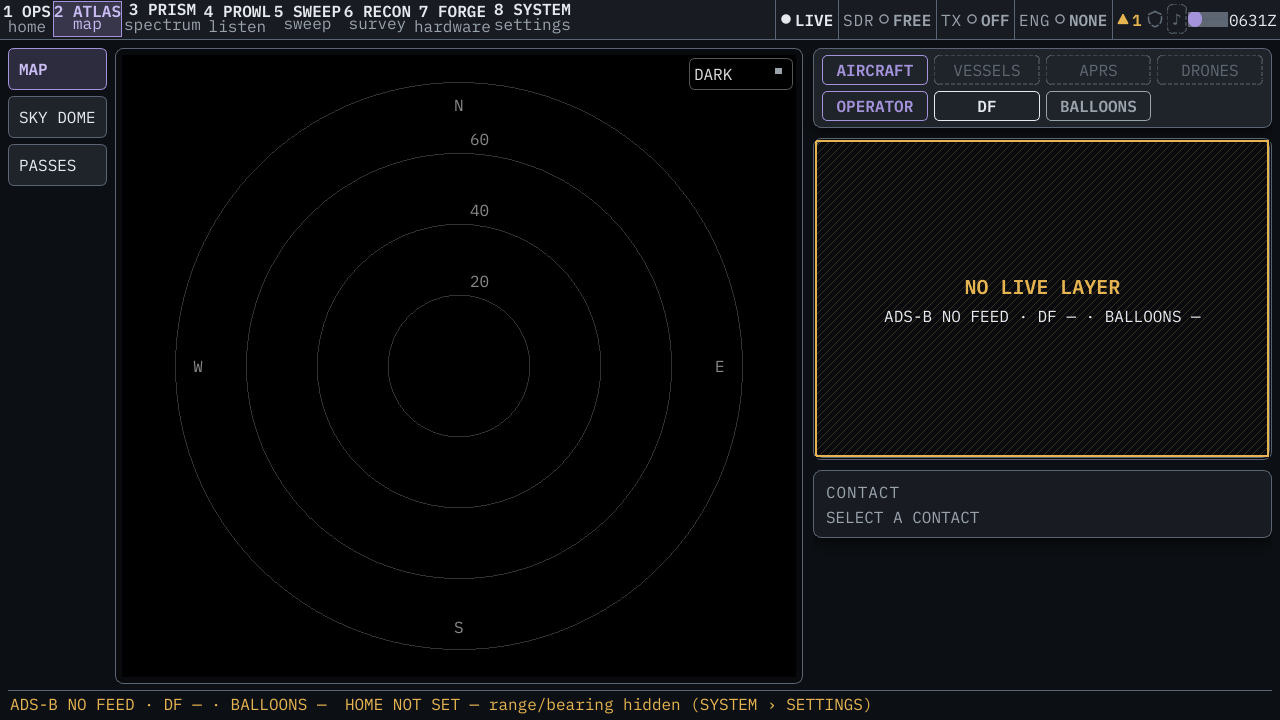 1 OPS 2 ATLAS 3 PRISM 4 PROWL 5 SWEEP 6 RECON 7 FORGE 8 SYSTEM
home map spectrum listen sweep survey hardware settings
LIVE SDR FREE TX OFF ENG NONE 1 0631Z
MAP
SKY DOME
PASSES
DARK
N
60
40
20
W E
S
AIRCRAFT VESSELS APRS DRONES
OPERATOR DF BALLOONS
NO LIVE LAYER
ADS-B NO FEED · DF — · BALLOONS —
CONTACT
SELECT A CONTACT
ADS-B NO FEED · DF — · BALLOONS — HOME NOT SET — range/bearing hidden (SYSTEM › SETTINGS)